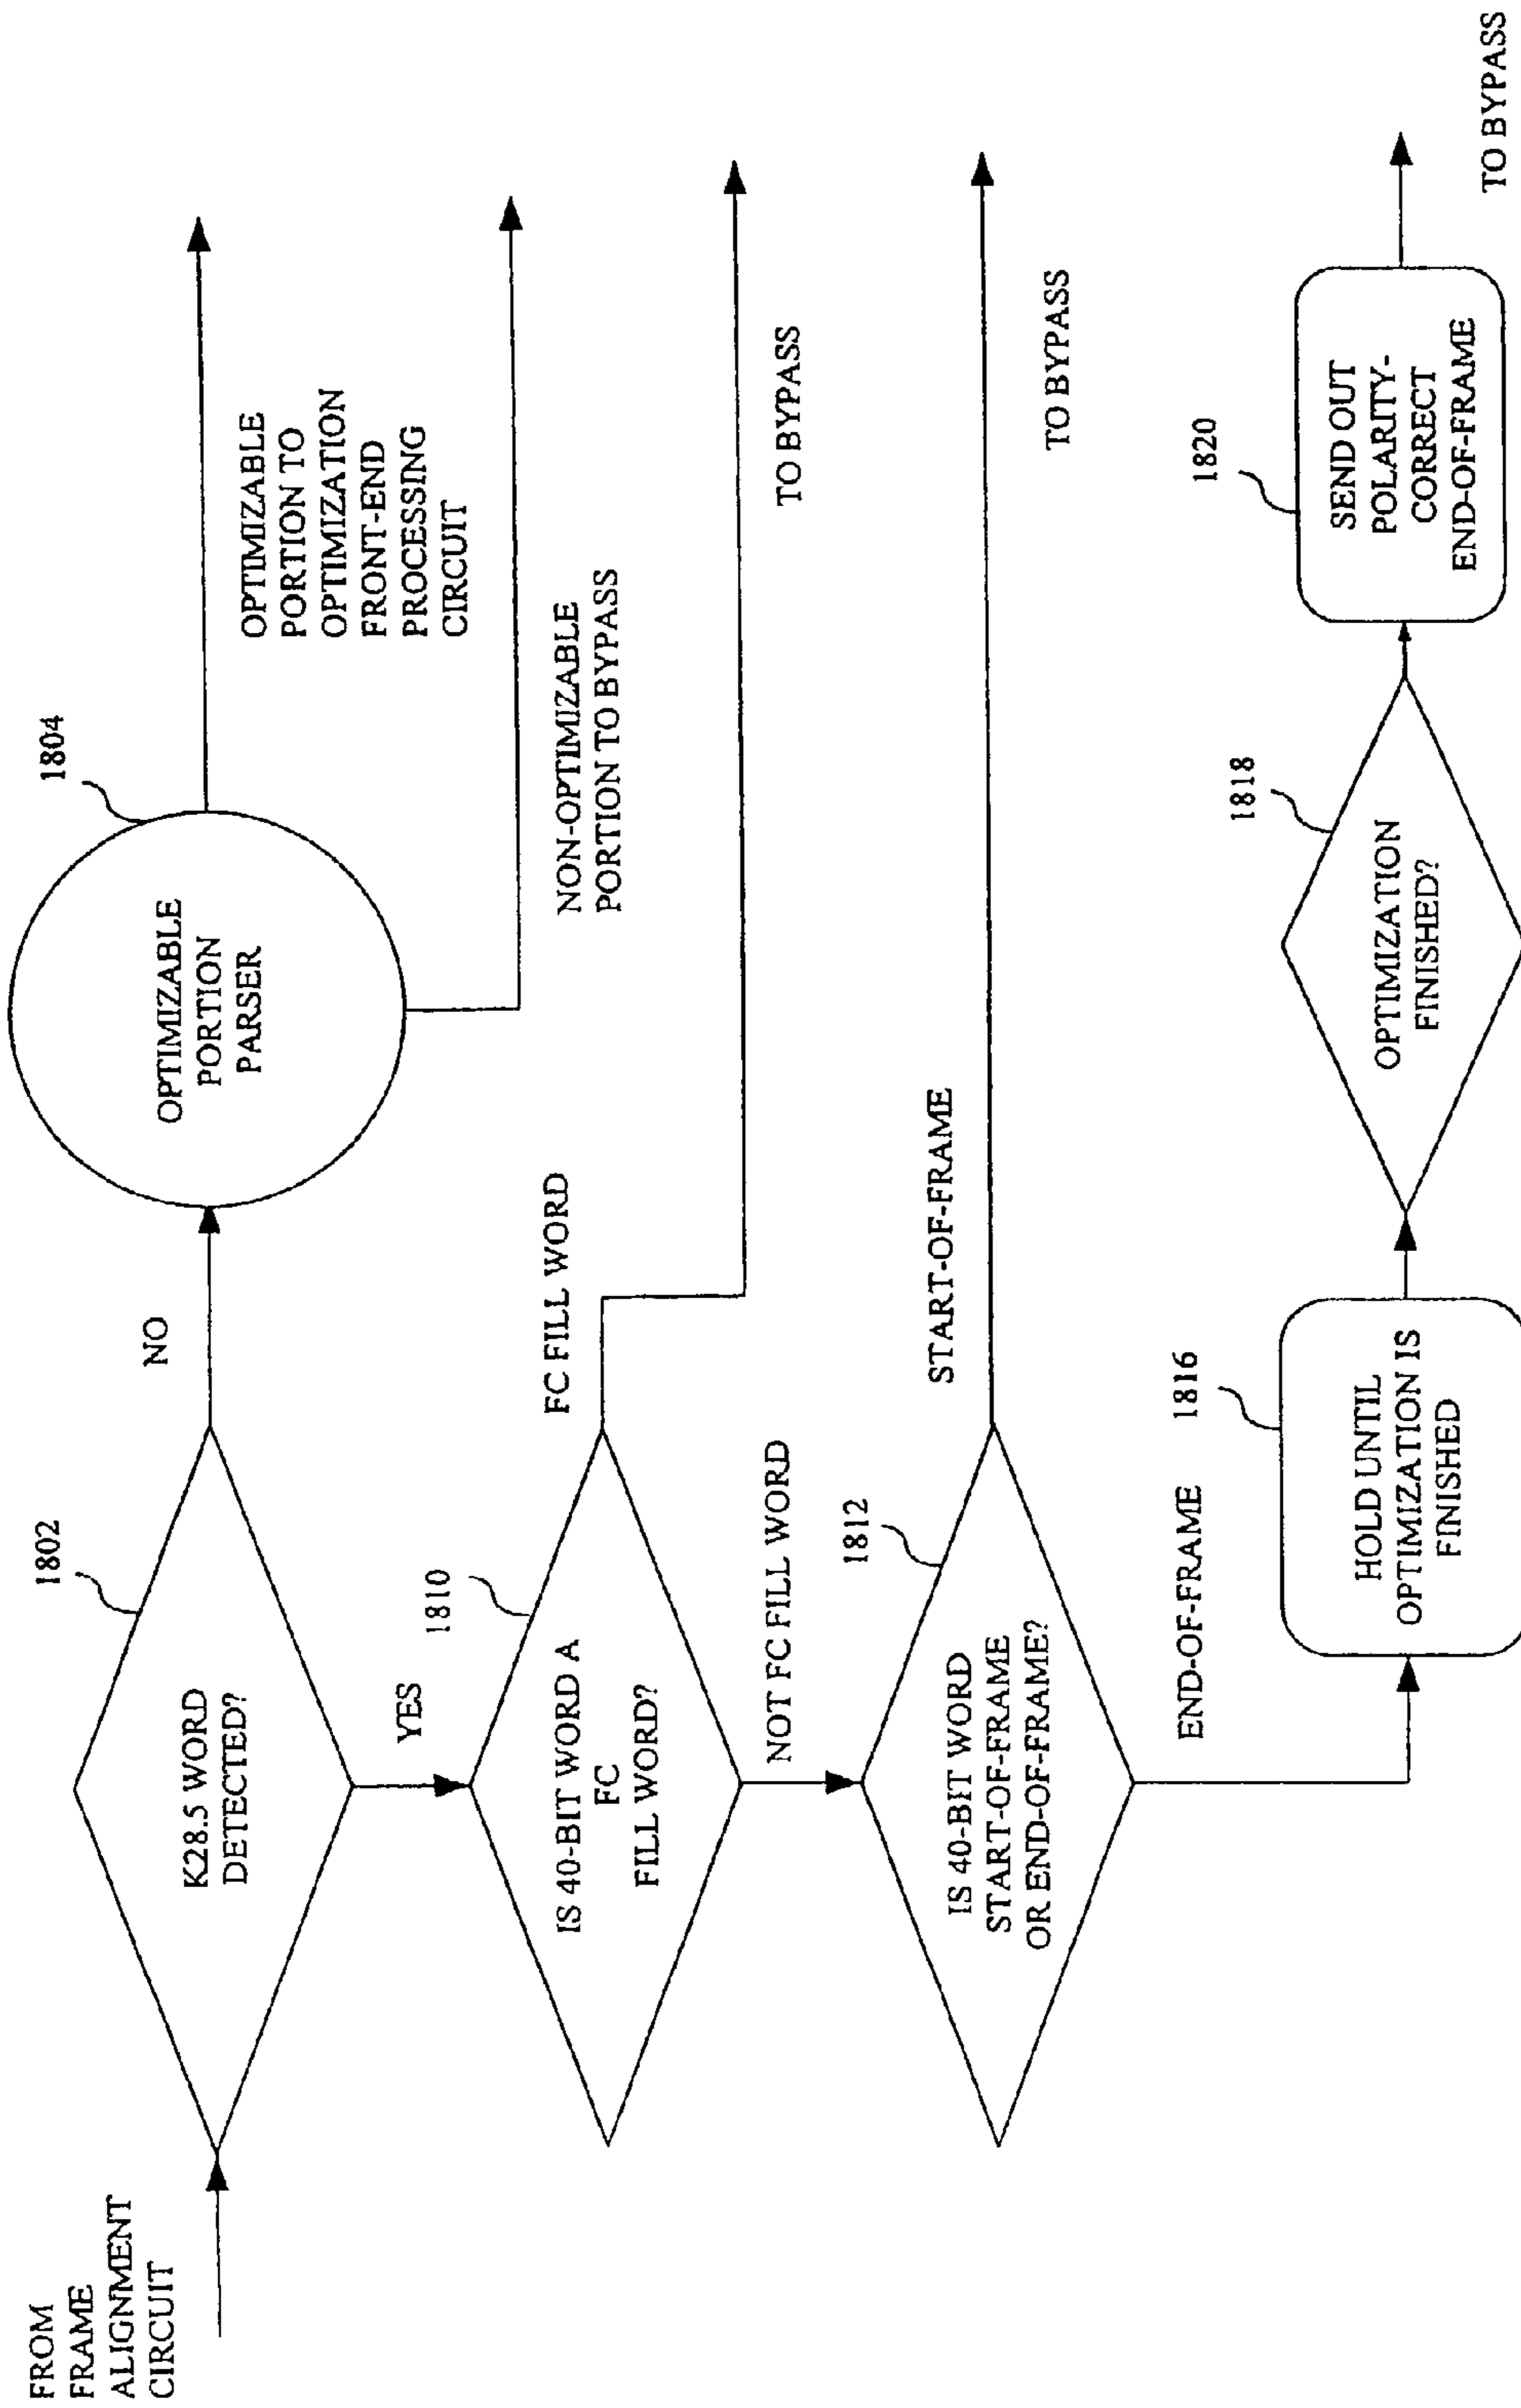 FROM
FRAME
ALIGNMENT
CIRCUIT
1802
K28.5 WORD
DETECTED?
NO
1804
OPTIMIZABLE
PORTION
PARSER
OPTIMIZABLE
PORTION TO
OPTIMIZATION
FRONT-END
PROCESSING
CIRCUIT
NON-OPTIMIZABLE
PORTION TO BYPASS
YES
1810
IS 40-BIT WORD A
FC
FILL WORD?
FC FILL WORD
TO BYPASS
NOT FC FILL WORD
1812
IS 40-BIT WORD
START-OF-FRAME
OR END-OF-FRAME?
START-OF-FRAME
TO BYPASS
END-OF-FRAME
1816
HOLD UNTIL
OPTIMIZATION IS
FINISHED
1818
OPTIMIZATION
FINISHED?
1820
SEND OUT
POLARITY-
CORRECT
END-OF-FRAME
TO BYPASS